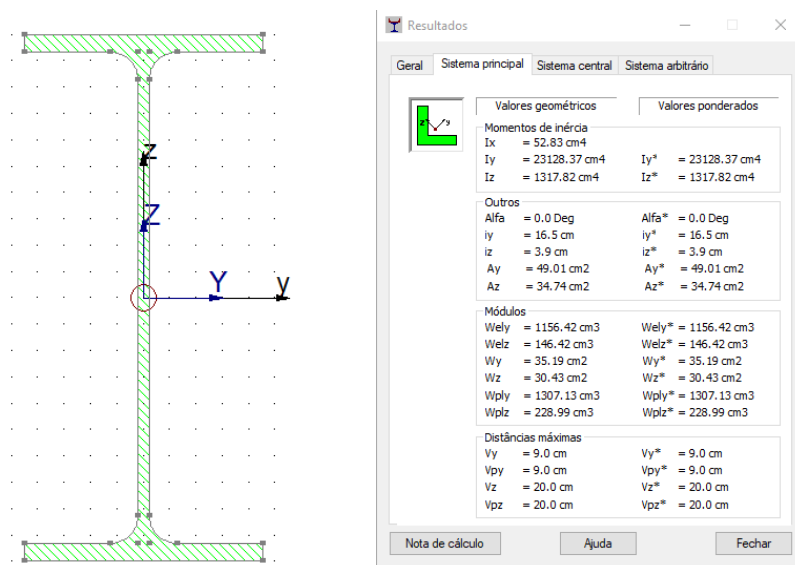 Z
Z
Y
y
Resultados
Geral Sistema principal Sistema central Sistema arbitrário
z y
Valores geométricos Valores ponderados
Momentos de inércia
Ix = 52.83 cm4
Iy = 23128.37 cm4 Iy* = 23128.37 cm4
Iz = 1317.82 cm4 Iz* = 1317.82 cm4
Outros
Alfa = 0.0 Deg Alfa* = 0.0 Deg
iy = 16.5 cm iy* = 16.5 cm
iz = 3.9 cm iz* = 3.9 cm
Ay = 49.01 cm2 Ay* = 49.01 cm2
Az = 34.74 cm2 Az* = 34.74 cm2
Módulos
Wely = 1156.42 cm3 Wely* = 1156.42 cm3
Welz = 146.42 cm3 Welz* = 146.42 cm3
Wy = 35.19 cm2 Wy* = 35.19 cm2
Wz = 30.43 cm2 Wz* = 30.43 cm2
Wply = 1307.13 cm3 Wply* = 1307.13 cm3
Wplz = 228.99 cm3 Wplz* = 228.99 cm3
Distâncias máximas
Vy = 9.0 cm Vy* = 9.0 cm
Vpy = 9.0 cm Vpy* = 9.0 cm
Vz = 20.0 cm Vz* = 20.0 cm
Vpz = 20.0 cm Vpz* = 20.0 cm
Nota de cálculo Ajuda Fechar